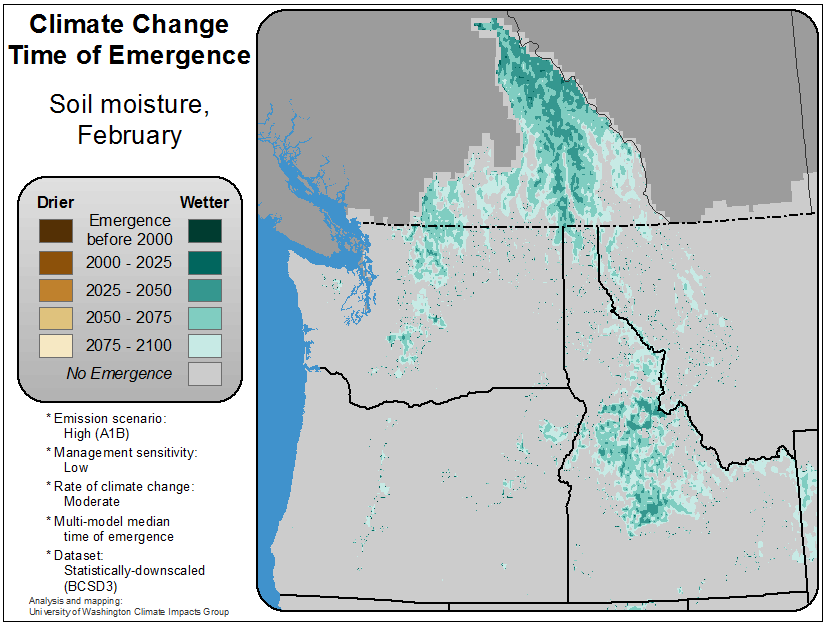 Climate Change
Time of Emergence
Soil moisture,
February
Drier Wetter
Emergence
before 2000
2000 - 2025
2025 - 2050
2050 - 2075
2075 - 2100
No Emergence
* Emission scenario:
High (A1B)
* Management sensitivity:
Low
* Rate of climate change:
Moderate
* Multi-model median
time of emergence
* Dataset:
Statistically-downscaled
(BCSD3)
Analysis and mapping:
University of Washington Climate Impacts Group